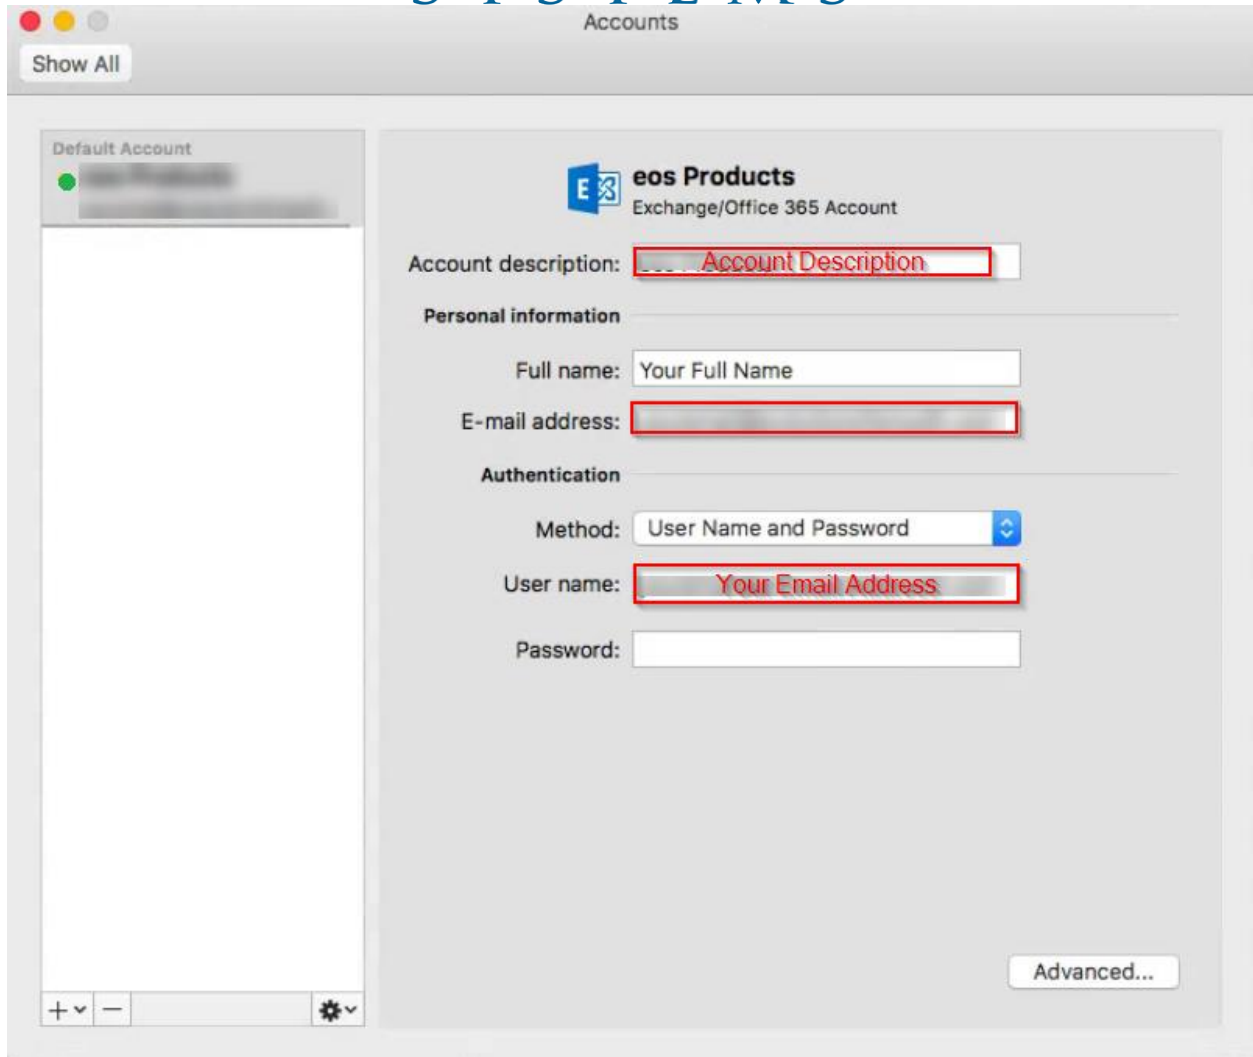 Accounts
Show All
Default Account
eos Products
Exchange/Office 365 Account
Account description: Account Description
Personal information
Full name: Your Full Name
E-mail address:
Authentication
Method: User Name and Password
User name: Your Email Address
Password:
Advanced...